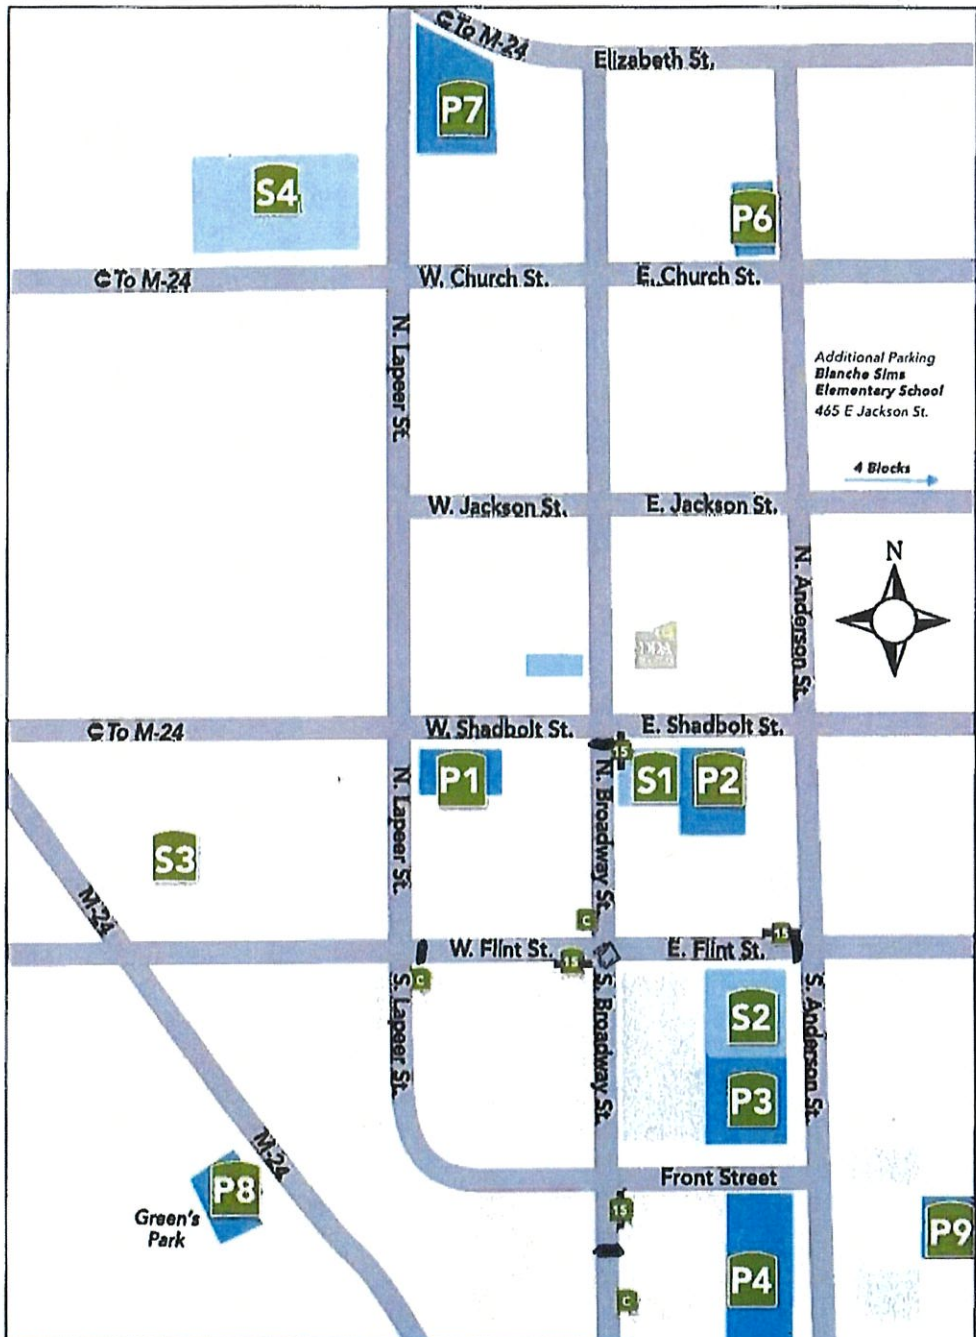 To M-24
Elizabeth St.
P7
S4
P6
To M-24
W. Church St.
E. Church St.
N. Lapeer St.
Additional Parking
Blanche Sims
Elementary School
465 E Jackson St.
4 Blocks
W. Jackson St.
E. Jackson St.
N
N. Anderson St.
DDA
To M-24
W. Shadbolt St.
E. Shadbolt St.
15
P1
S1
P2
N. Lapeer St.
N. Broadway St.
S3
M-24
C
15
W. Flint St.
E. Flint St.
15
C
S. Lapeer St.
S. Broadway St.
S. Anderson St.
S2
P3
M-24
P8
Green's
Park
Front Street
15
P9
P4
C